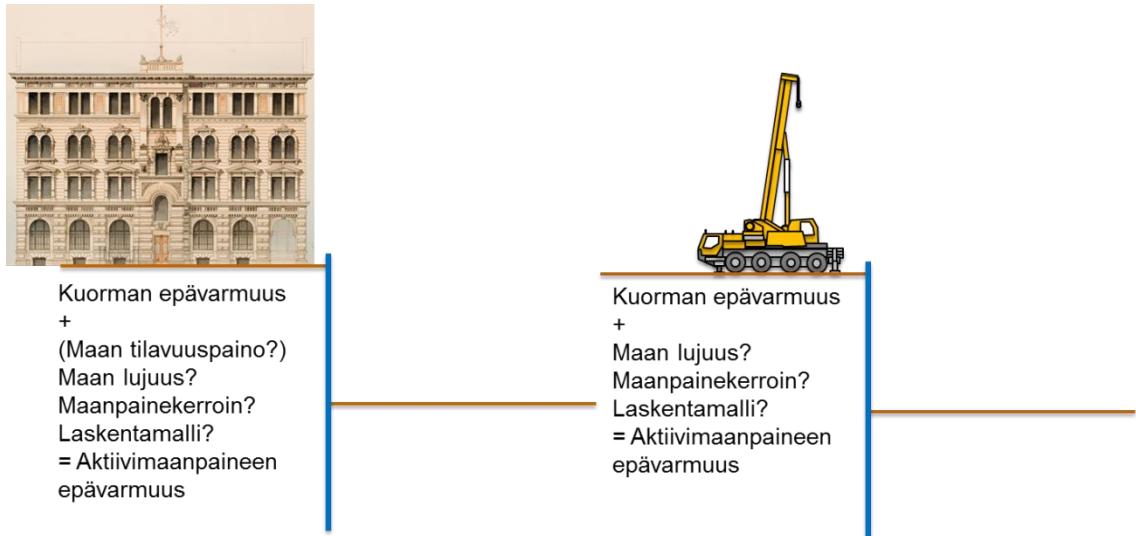 Kuorman epävarmuus
+
(Maan tilavuuspaino?)
Maan lujuus?
Maanpainekerroin?
Laskentamalli?
= Aktiivimaanpaineen
epävarmuus
Kuorman epävarmuus
+
Maan lujuus?
Maanpainekerroin?
Laskentamalli?
= Aktiivimaanpaineen
epävarmuus